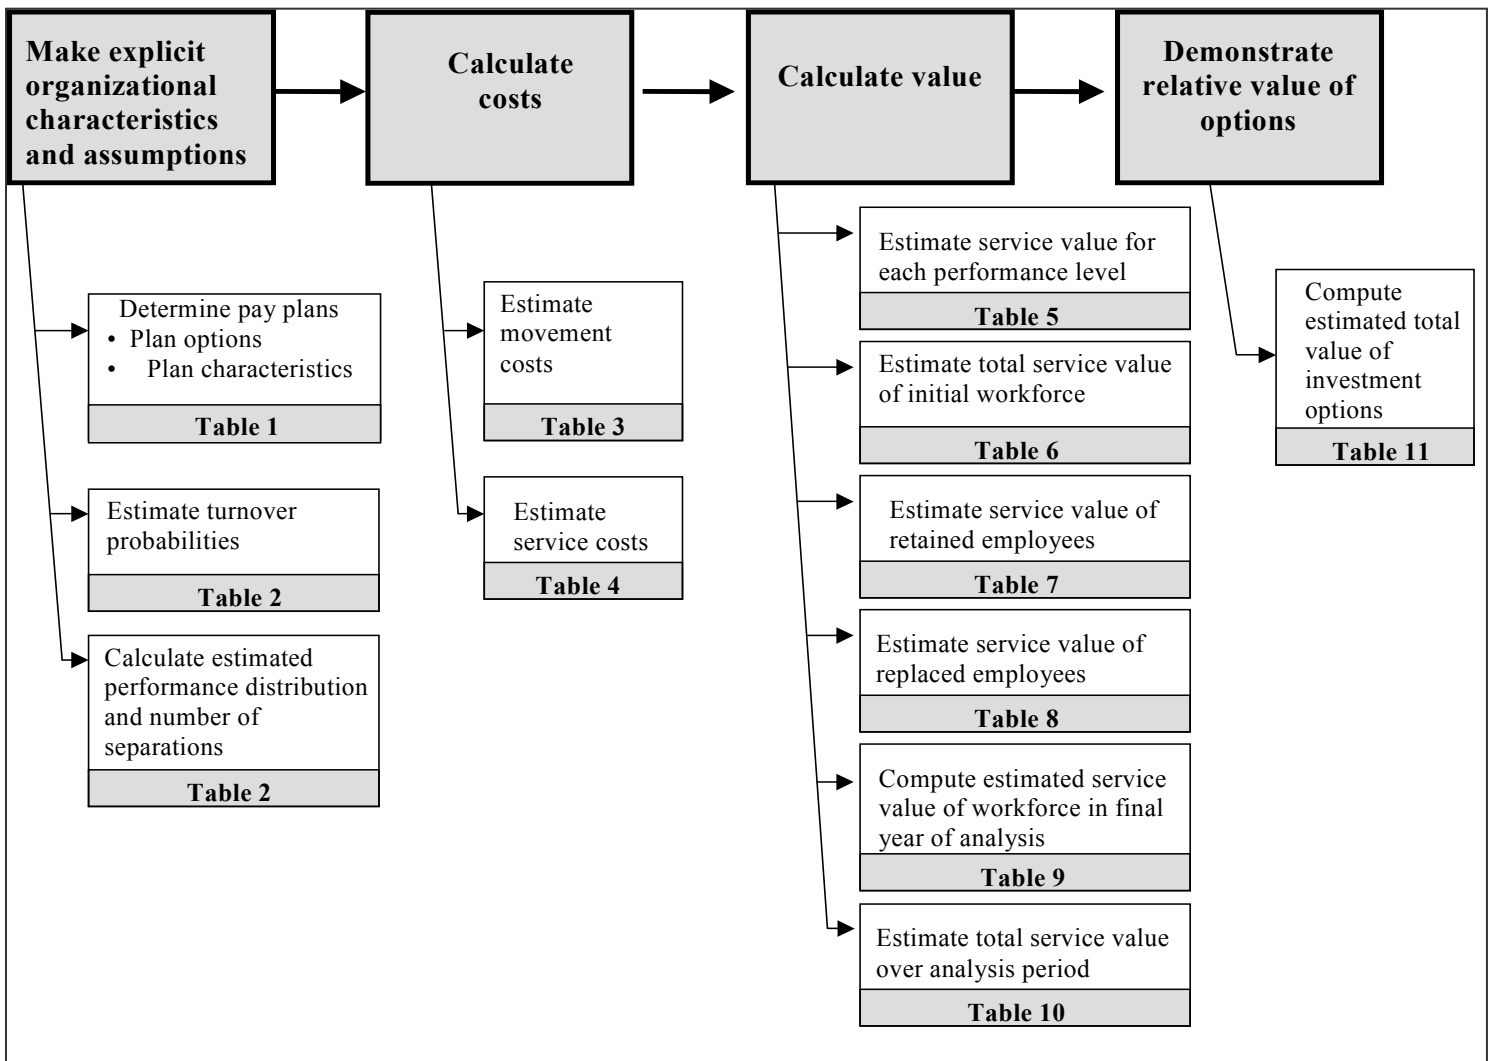 Make explicit
organizational
characteristics
and assumptions
Calculate
costs
Calculate value
Demonstrate
relative value of
options
Determine pay plans
• Plan options
• Plan characteristics
Table 1
Estimate turnover
probabilities
Table 2
Calculate estimated
performance distribution
and number of
separations
Table 2
Estimate
movement
costs
Table 3
Estimate
service costs
Table 4
Estimate service value for
each performance level
Table 5
Estimate total service value
of initial workforce
Table 6
Estimate service value of
retained employees
Table 7
Estimate service value of
replaced employees
Table 8
Compute estimated service
value of workforce in final
year of analysis
Table 9
Estimate total service value
over analysis period
Table 10
Compute
estimated total
value of
investment
options
Table 11